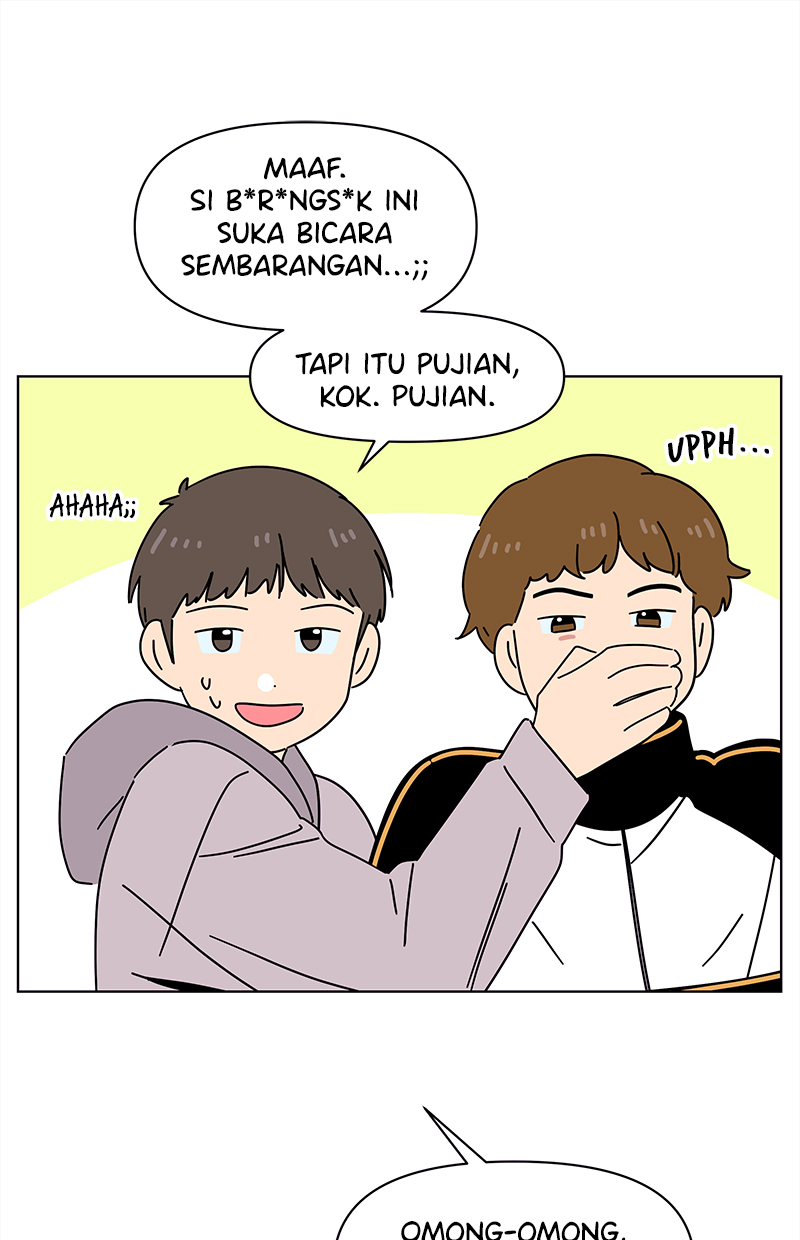 MAAF.
SI B*R*NGS*K INI
SUKA BICARA
SEMBARANGAN...;;
TAPI ITU PUJIAN,
KOK. PUJIAN.
UPPH...
AHAHA;;
OMONG-OMONG,